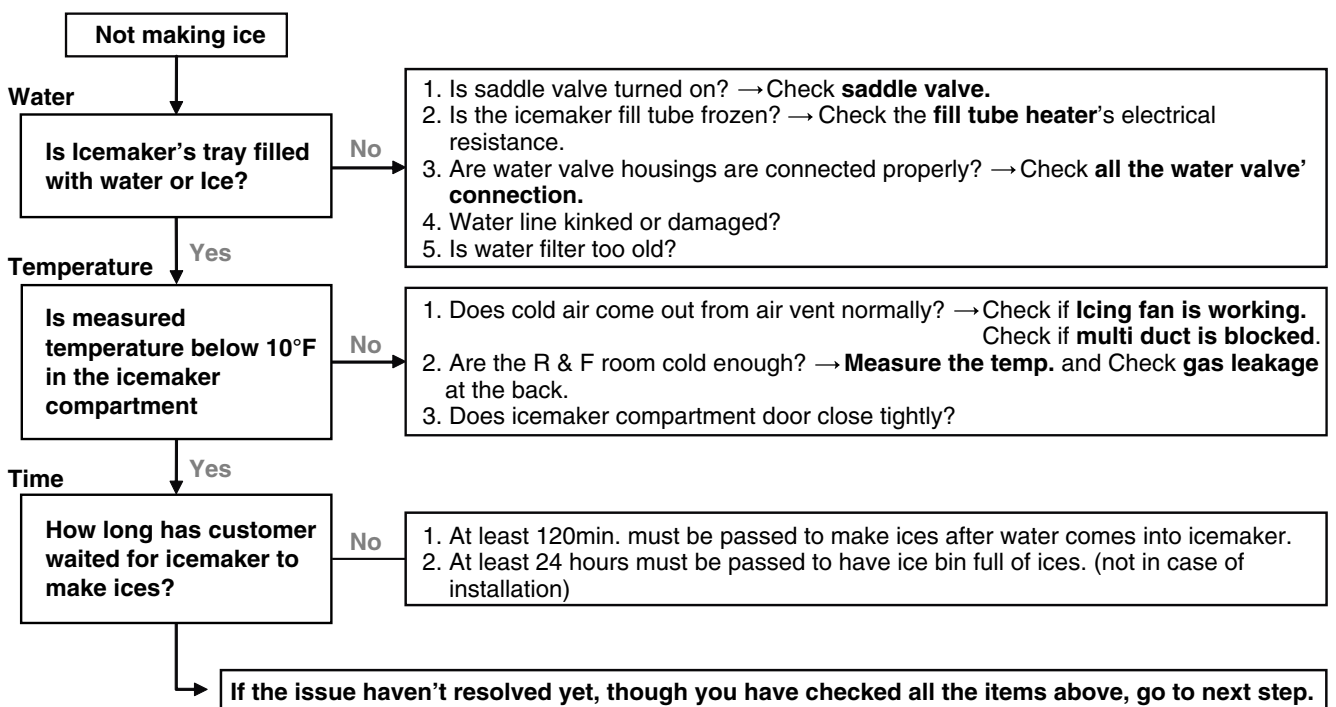 Not making ice
Water
Is Icemaker's tray filled
with water or Ice?
No
1. Is saddle valve turned on? → Check saddle valve.
2. Is the icemaker fill tube frozen? → Check the fill tube heater's electrical
resistance.
3. Are water valve housings are connected properly? → Check all the water valve'
connection.
4. Water line kinked or damaged?
5. Is water filter too old?
Yes
Temperature
Is measured
temperature below 10°F
in the icemaker
compartment
No
1. Does cold air come out from air vent normally? → Check if Icing fan is working.
Check if multi duct is blocked.
2. Are the R & F room cold enough? → Measure the temp. and Check gas leakage
at the back.
3. Does icemaker compartment door close tightly?
Yes
Time
How long has customer
waited for icemaker to
make ices?
No
1. At least 120min. must be passed to make ices after water comes into icemaker.
2. At least 24 hours must be passed to have ice bin full of ices. (not in case of
installation)
If the issue haven't resolved yet, though you have checked all the items above, go to next step.